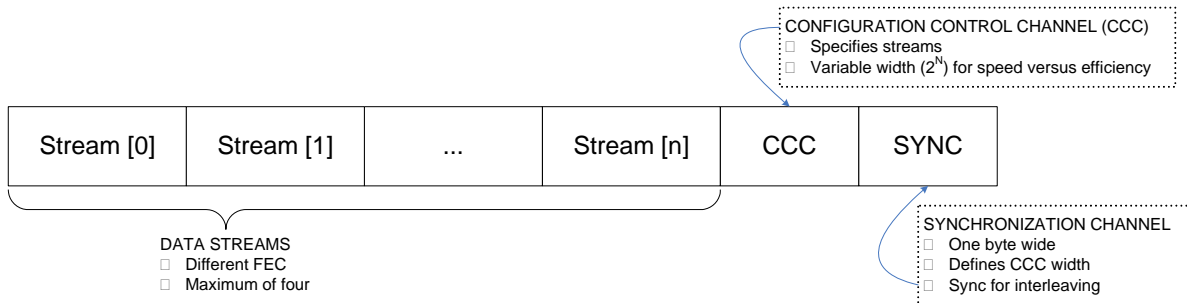 CONFIGURATION CONTROL CHANNEL (CCC)
Specifies streams
Variable width (2^N) for speed versus efficiency
Stream [0] Stream [1] ... Stream [n] CCC SYNC
DATA STREAMS
Different FEC
Maximum of four
SYNCHRONIZATION CHANNEL
One byte wide
Defines CCC width
Sync for interleaving